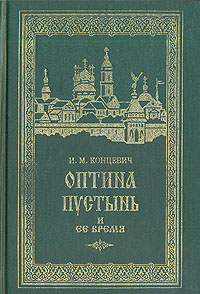 И. М. КОНЦЕВИЧ
ОПТИНА
ПУСТЫНЬ
И
ЕЕ ВРЕМЯ